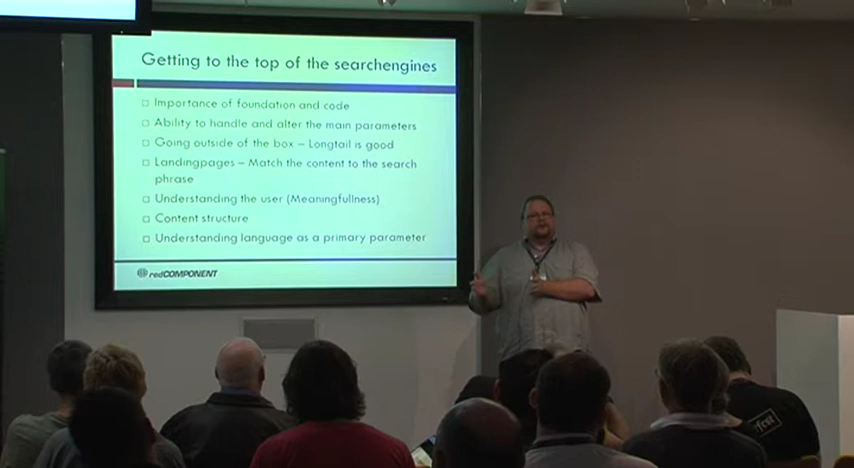 Getting to the top of the searchengines
Importance of foundation and code
Ability to handle and alter the main parameters
Going outside of the box – Longtail is good
Landingpages – Match the content to the search
phrase
Understanding the user (Meaningfullness)
Content structure
Understanding language as a primary parameter
redCOMPONENT